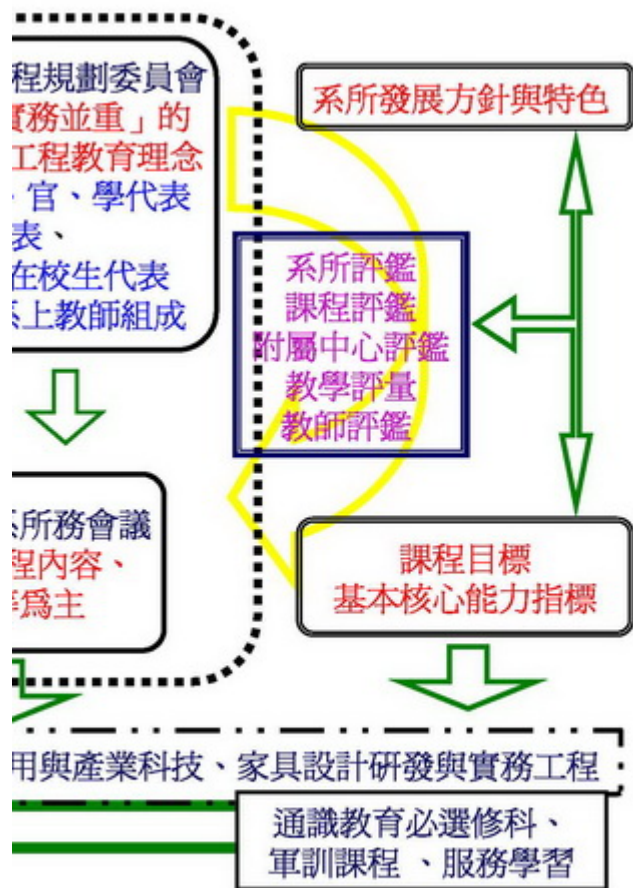 程規劃委員會
實務並重」的
工程教育理念
、官、學代表
表、
在校生代表
系上教師組成
系所發展方針與特色
系所評鑑
課程評鑑
附屬中心評鑑
教學評量
教師評鑑
系所務會議
程內容、
等為主
課程目標
基本核心能力指標
用與產業科技、家具設計研發與實務工程
通識教育必選修科、
軍訓課程 、服務學習